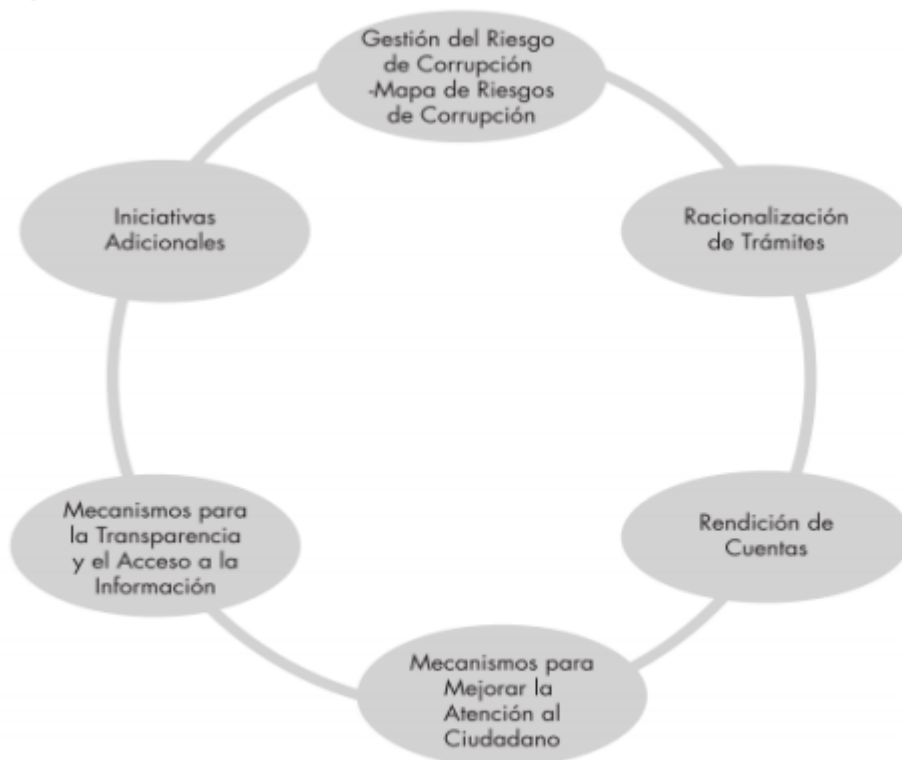 Gestión del Riesgo
de Corrupción
-Mapa de Riesgos
de Corrupción
Racionalización
de Trámites
Rendición de
Cuentas
Mecanismos para
Mejorar la
Atención al
Ciudadano
Mecanismos para
la Transparencia
y el Acceso a la
Información
Iniciativas
Adicionales